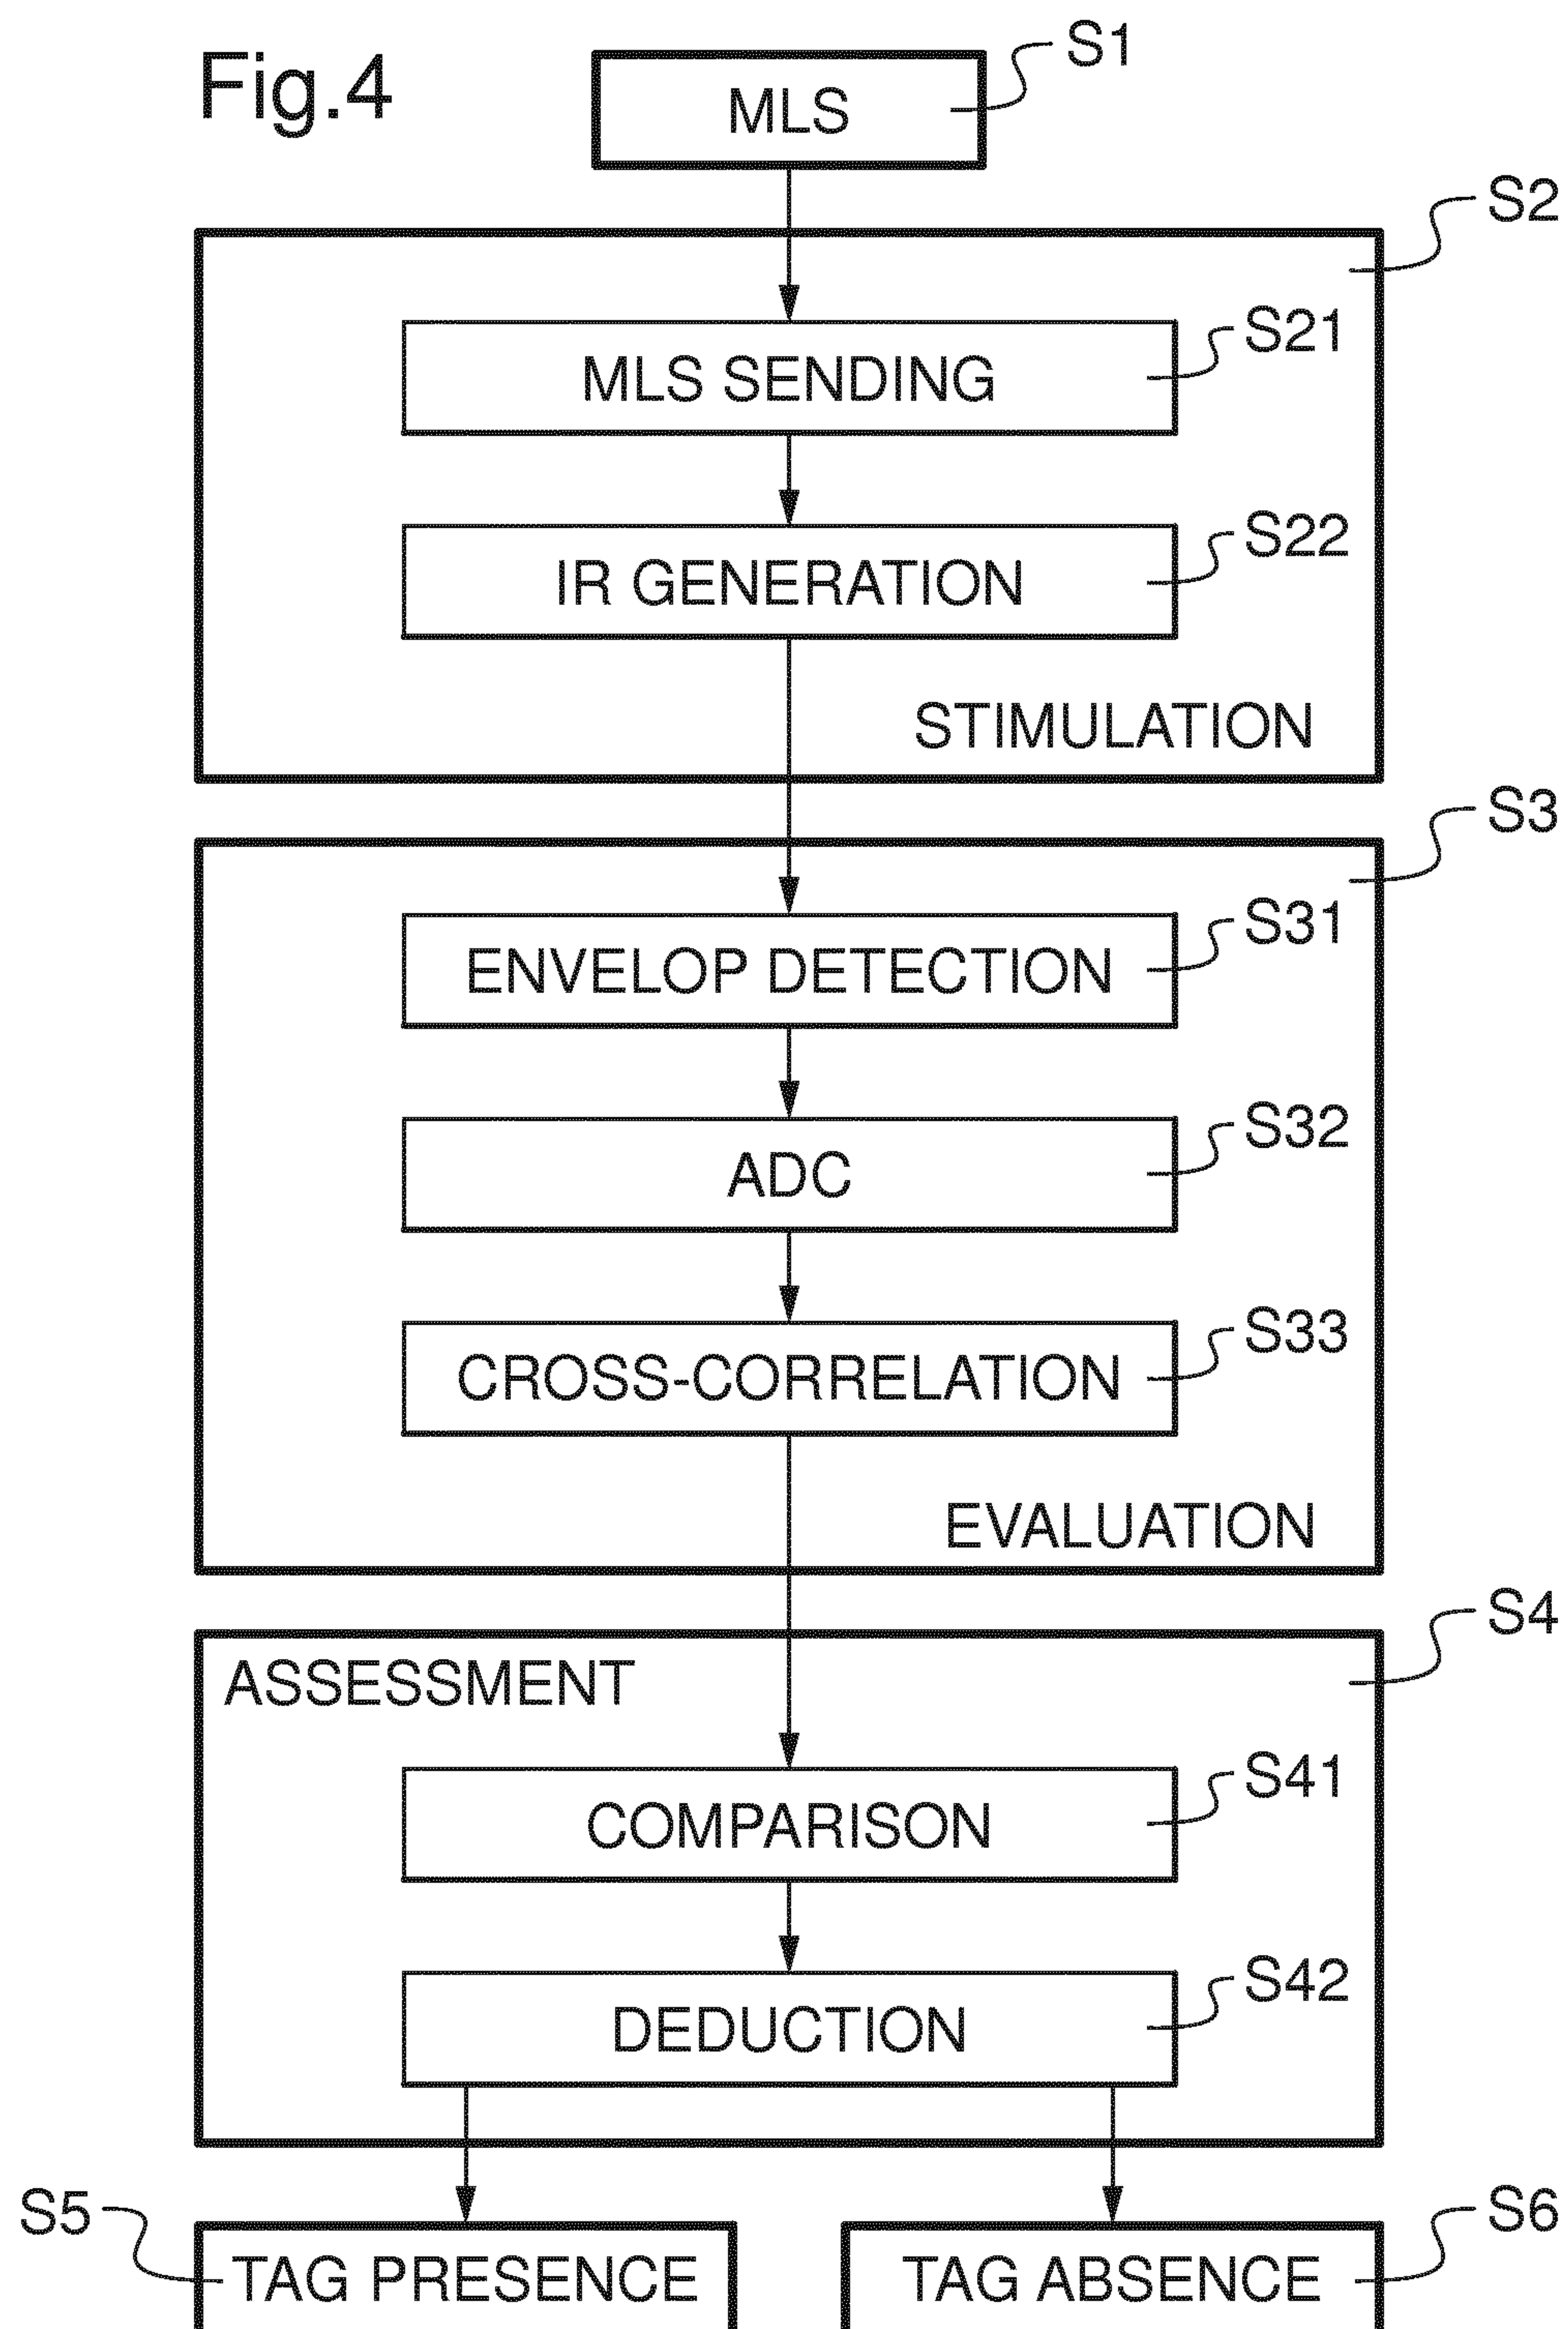 Fig.4
S1
MLS
S2
S21
MLS SENDING
S22
IR GENERATION
STIMULATION
S3
S31
ENVELOP DETECTION
S32
ADC
S33
CROSS-CORRELATION
EVALUATION
S4
ASSESSMENT
S41
COMPARISON
S42
DEDUCTION
S5
S6
TAG PRESENCE
TAG ABSENCE